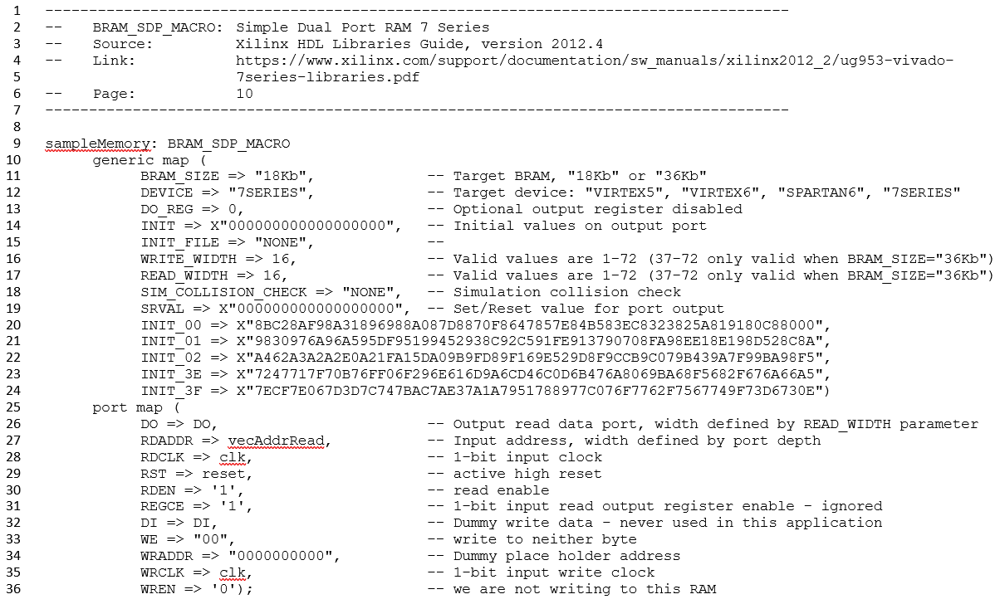 1 --------------------------------------------------------------------------------------
2 -- BRAM_SDP_MACRO: Simple Dual Port RAM 7 Series
3 -- Source: Xilinx HDL Libraries Guide, version 2012.4
4 -- Link: https://www.xilinx.com/support/documentation/sw_manuals/xilinx2012_2/ug953-vivado-
5 7series-libraries.pdf
6 -- Page: 10
7 --------------------------------------------------------------------------------------
8
9 sampleMemory: BRAM_SDP_MACRO
10 generic map (
11 BRAM_SIZE => "18Kb", -- Target BRAM, "18Kb" or "36Kb"
12 DEVICE => "7SERIES", -- Target device: "VIRTEX5", "VIRTEX6", "SPARTAN6", "7SERIES"
13 DO_REG => 0, -- Optional output register disabled
14 INIT => X"000000000000000000", -- Initial values on output port
15 INIT_FILE => "NONE", --
16 WRITE_WIDTH => 16, -- Valid values are 1-72 (37-72 only valid when BRAM_SIZE="36Kb")
17 READ_WIDTH => 16, -- Valid values are 1-72 (37-72 only valid when BRAM_SIZE="36Kb")
18 SIM_COLLISION_CHECK => "NONE", -- Simulation collision check
19 SRVAL => X"000000000000000000", -- Set/Reset value for port output
20 INIT_00 => X"8BC28AF98A31896988A087D8870F8647857E84B583EC8323825A819180C88000",
21 INIT_01 => X"9830976A96A595DF95199452938C92C591FE913790708FA98EE18E198D528C8A",
22 INIT_02 => X"A462A3A2A2E0A21FA15DA09B9FD89F169E529D8F9CCB9C079B439A7F99BA98F5",
23 INIT_3E => X"7247717F70B76FF06F296E616D9A6CD46C0D6B476A8069BA68F5682F676A66A5",
24 INIT_3F => X"7ECF7E067D3D7C747BAC7AE37A1A7951788977C076F7762F7567749F73D6730E")
25 port map (
26 DO => DO, -- Output read data port, width defined by READ_WIDTH parameter
27 RDADDR => vecAddrRead, -- Input address, width defined by port depth
28 RDCLK => clk, -- 1-bit input clock
29 RST => reset, -- active high reset
30 RDEN => '1', -- read enable
31 REGCE => '1', -- 1-bit input read output register enable - ignored
32 DI => DI, -- Dummy write data - never used in this application
33 WE => "00", -- write to neither byte
34 WRADDR => "0000000000", -- Dummy place holder address
35 WRCLK => clk, -- 1-bit input write clock
36 WREN => '0'); -- we are not writing to this RAM